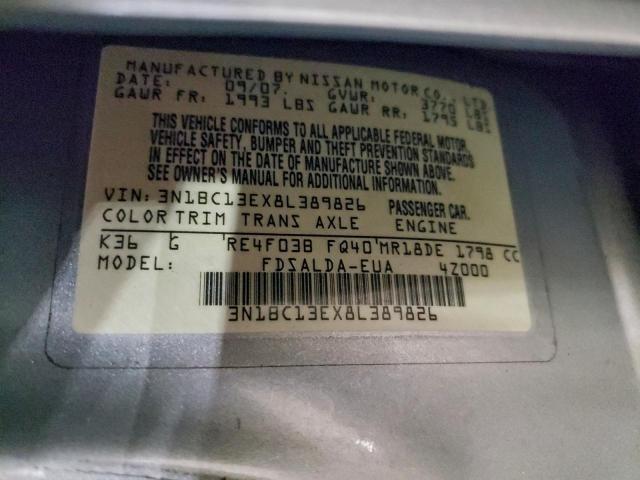 MANUFACTURED BY NISSAN MOTOR CO., LTD
DATE: 09/07. GVWR: 3770 LBS
GAWR FR: 1993 LBS GAWR RR: 1795 LBS
THIS VEHICLE CONFORMS TO ALL APPLICABLE FEDERAL MOTOR
VEHICLE SAFETY, BUMPER AND THEFT PREVENTION STANDARDS
IN EFFECT ON THE DATE OF MANUFACTURE SHOWN ABOVE.
SEE OWNER'S MANUAL FOR ADDITIONAL INFORMATION.
VIN: 3N1BC13EX8L389826 PASSENGER CAR.
COLOR TRIM TRANS AXLE ENGINE
K36 G RE4F03B FQ40 MR18DE 1798 CC
MODEL: FDSALDA-EUA 4Z000
3N1BC13EX8L389826